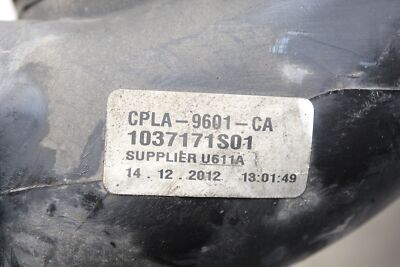 CPLA-9601-CA
1037171S01
SUPPLIER U611A
14.12.2012 13:01:49